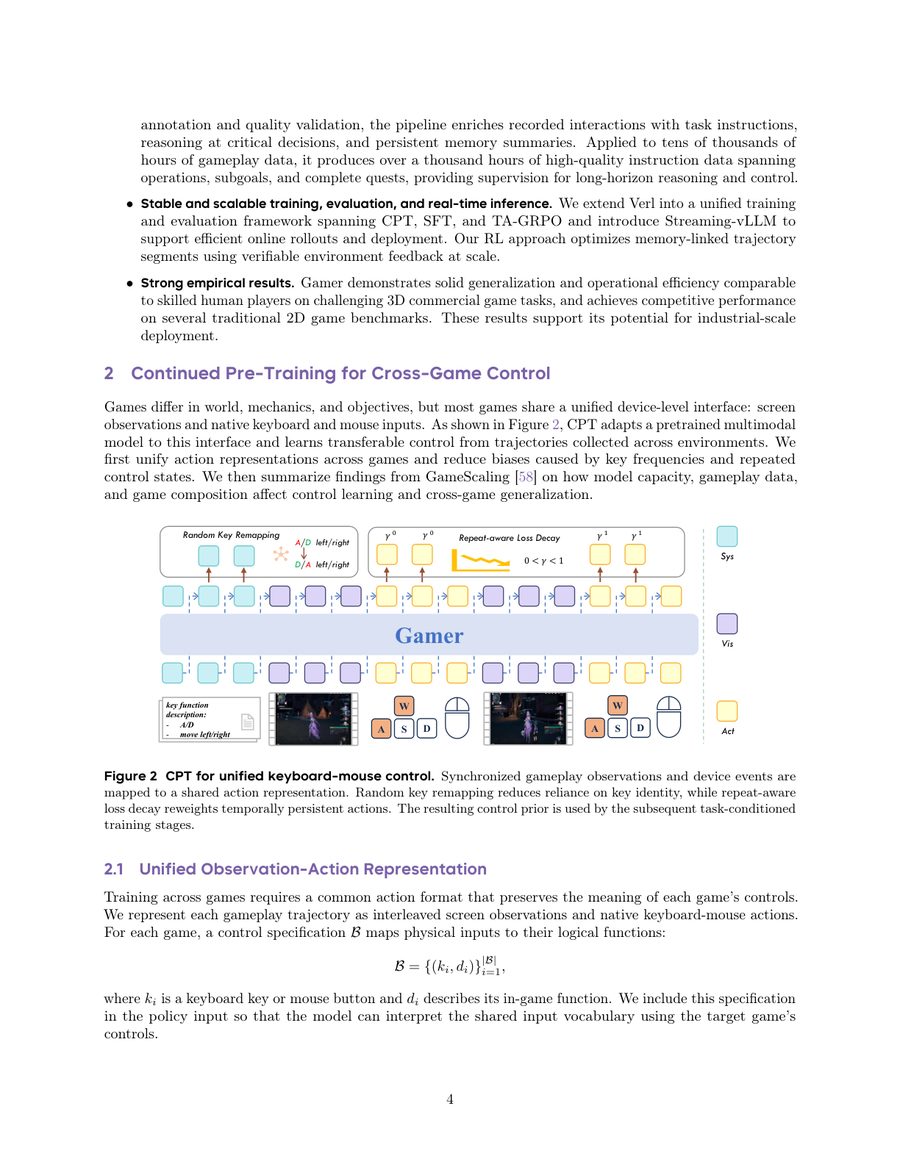 annotation and quality validation, the pipeline enriches recorded interactions with task instructions,
reasoning at critical decisions, and persistent memory summaries. Applied to tens of thousands of
hours of gameplay data, it produces over a thousand hours of high-quality instruction data spanning
operations, subgoals, and complete quests, providing supervision for long-horizon reasoning and control.
• Stable and scalable training, evaluation, and real-time inference. We extend Verl into a unified training
and evaluation framework spanning CPT, SFT, and TA-GRPO and introduce Streaming-vLLM to
support efficient online rollouts and deployment. Our RL approach optimizes memory-linked trajectory
segments using verifiable environment feedback at scale.
• Strong empirical results. Gamer demonstrates solid generalization and operational efficiency comparable
to skilled human players on challenging 3D commercial game tasks, and achieves competitive performance
on several traditional 2D game benchmarks. These results support its potential for industrial-scale
deployment.
2 Continued Pre-Training for Cross-Game Control
Games differ in world, mechanics, and objectives, but most games share a unified device-level interface: screen
observations and native keyboard and mouse inputs. As shown in Figure 2, CPT adapts a pretrained multimodal
model to this interface and learns transferable control from trajectories collected across environments. We
first unify action representations across games and reduce biases caused by key frequencies and repeated
control states. We then summarize findings from GameScaling [58] on how model capacity, gameplay data,
and game composition affect control learning and cross-game generalization.
Random Key Remapping
A/D left/right
D/A left/right
γ⁰ γ⁰ Repeat-aware Loss Decay γ¹ γ¹
0 < γ < 1
Sys
Gamer
Vis
key function
description:
- A/D
- move left/right
W
A S D
W
A S D
Act
Figure 2 CPT for unified keyboard-mouse control. Synchronized gameplay observations and device events are
mapped to a shared action representation. Random key remapping reduces reliance on key identity, while repeat-aware
loss decay reweights temporally persistent actions. The resulting control prior is used by the subsequent task-conditioned
training stages.
2.1 Unified Observation-Action Representation
Training across games requires a common action format that preserves the meaning of each game's controls.
We represent each gameplay trajectory as interleaved screen observations and native keyboard-mouse actions.
For each game, a control specification ℬ maps physical inputs to their logical functions:
ℬ = {(kᵢ, dᵢ)}|ℬ| i=1,
where kᵢ is a keyboard key or mouse button and dᵢ describes its in-game function. We include this specification
in the policy input so that the model can interpret the shared input vocabulary using the target game's
controls.
4